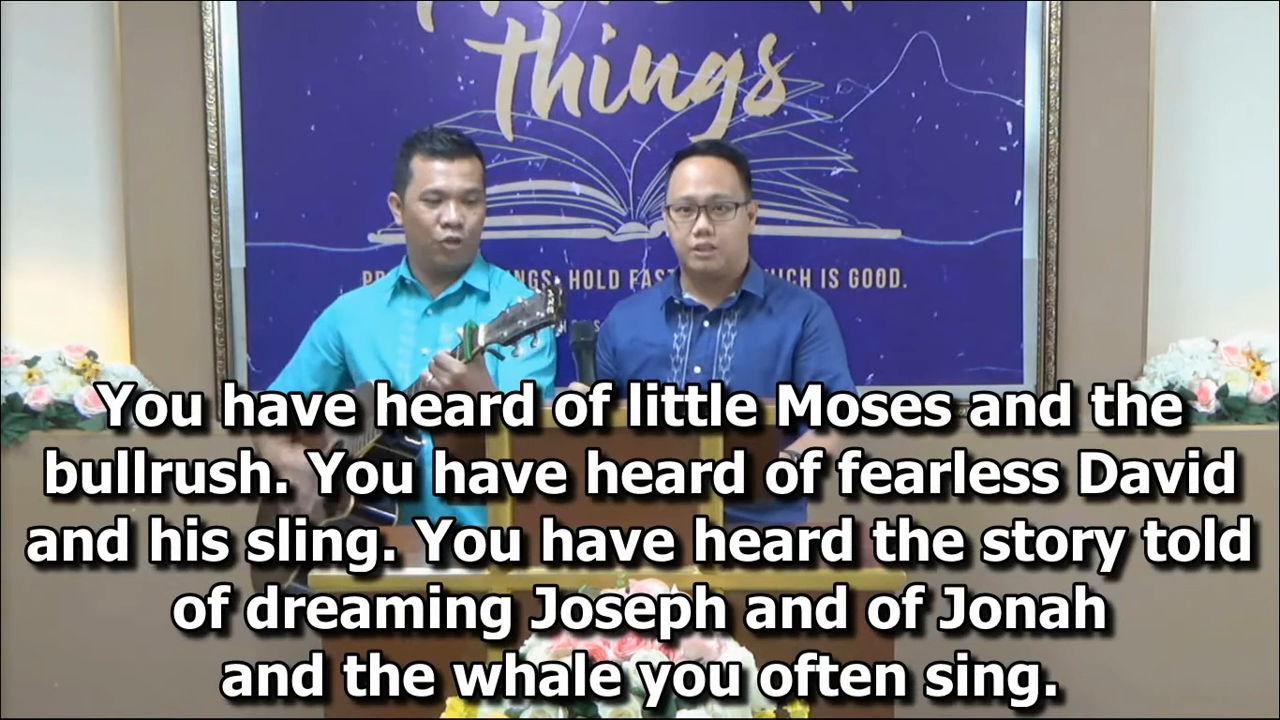 things
HOLD FAST
WHICH IS GOOD.
You have heard of little Moses and the
bullrush. You have heard of fearless David
and his sling. You have heard the story told
of dreaming Joseph and of Jonah
and the whale you often sing.